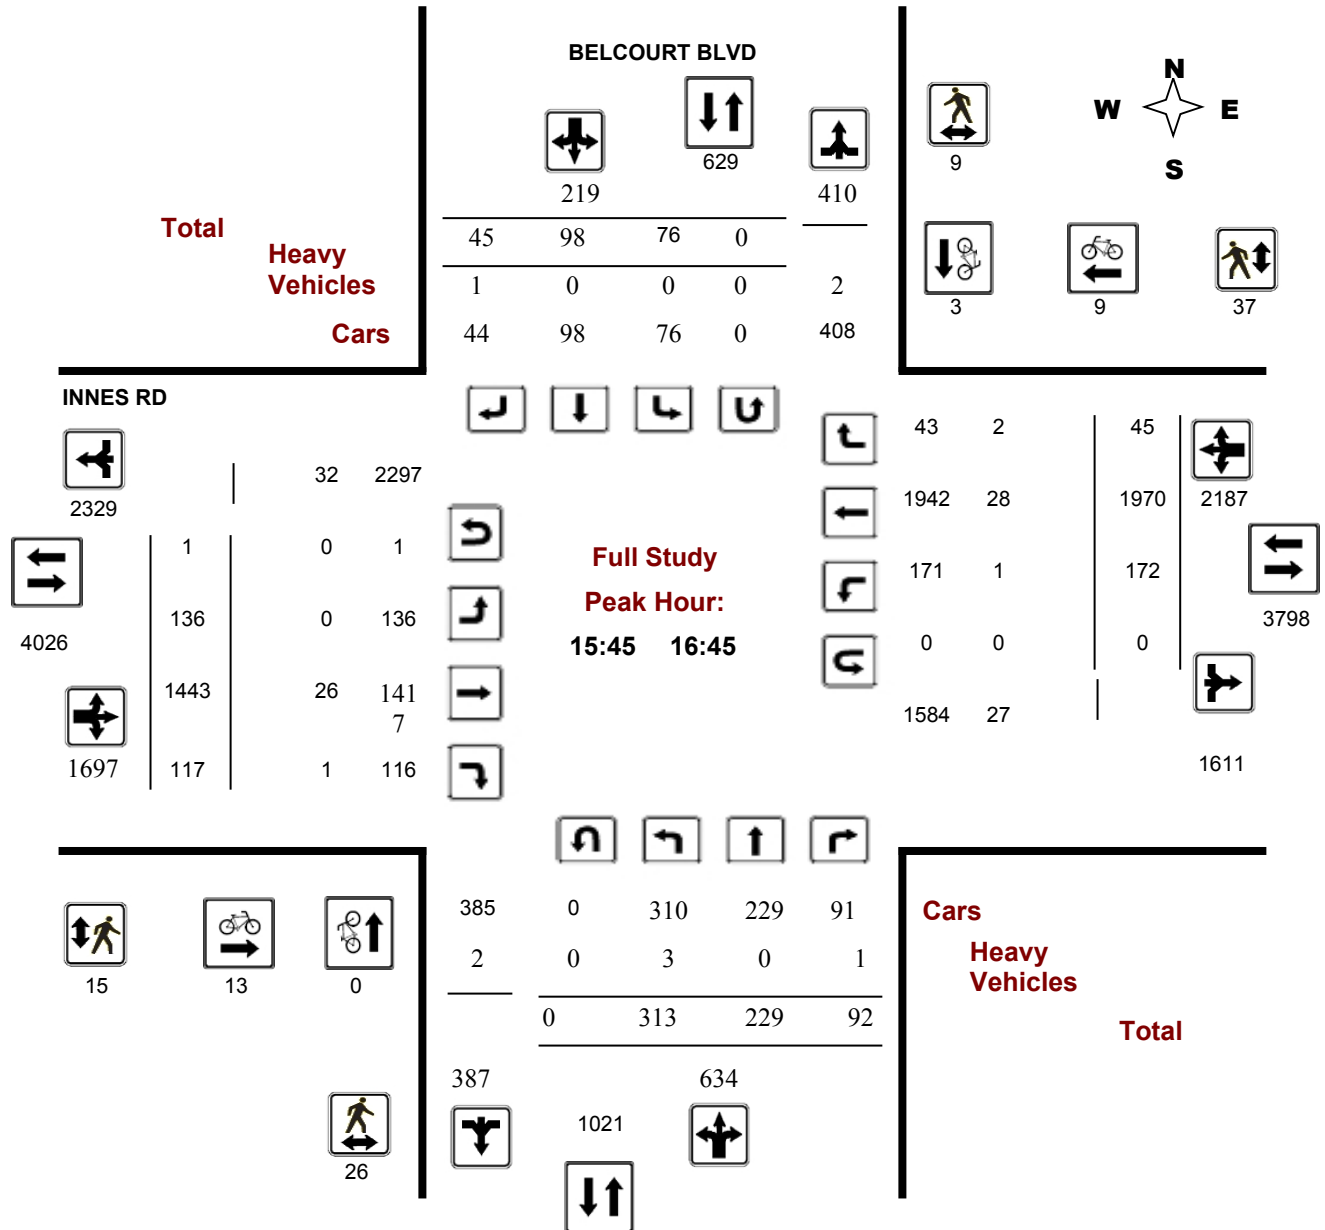 BELCOURT BLVD
N
W E
S
629
9
219
410
Total
45 98 76 0
Heavy
Vehicles
1 0 0 0 2
3 9 37
Cars
44 98 76 0 408
INNES RD
43 2 45
32 2297
2329
1942 28 1970 2187
1 0 1
Full Study
171 1 172
Peak Hour:
136 0 136
3798
4026
15:45 16:45
0 0 0
1443 26 141
7
1584 27
1697 117 1 116
1611
385 0 310 229 91
Cars
2 0 3 0 1
Heavy
Vehicles
15 13 0
0 313 229 92
Total
387 634
1021
26